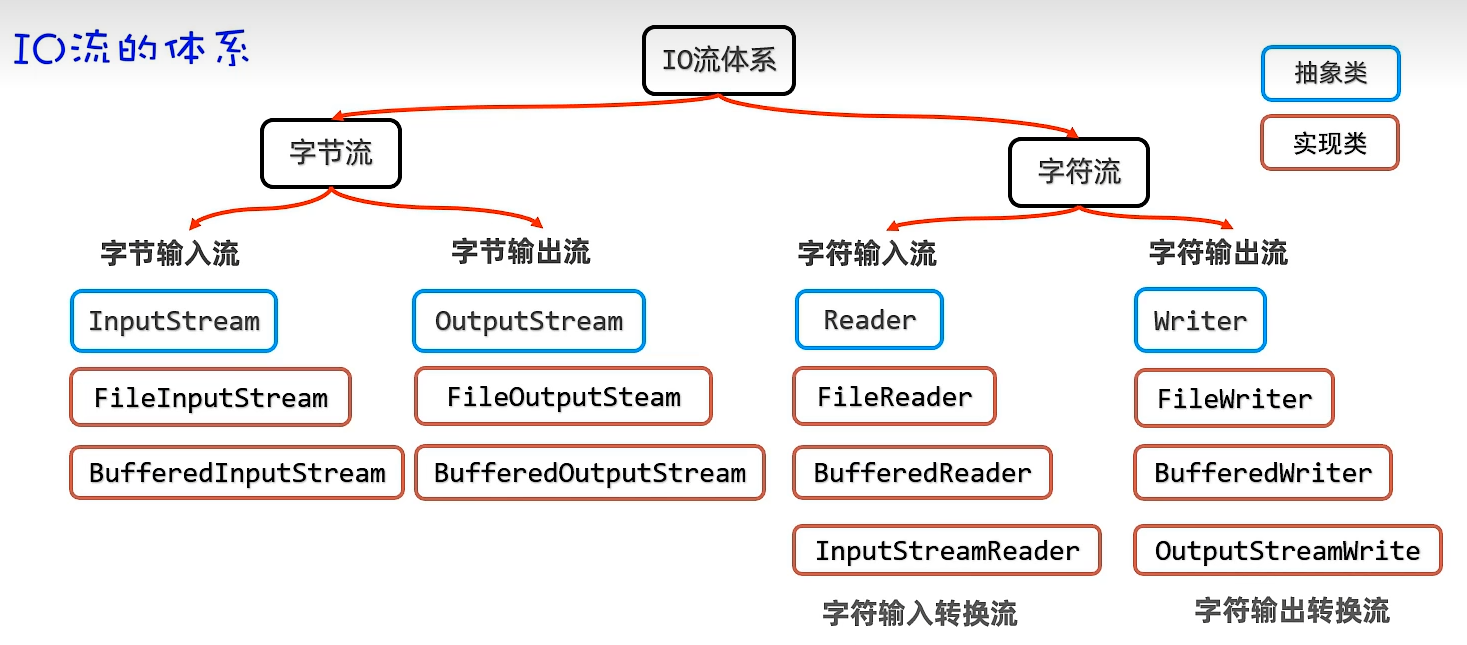 IO流的体系
IO流体系
抽象类
实现类
字节流
字符流
字节输入流
字节输出流
字符输入流
字符输出流
InputStream
OutputStream
Reader
Writer
FileInputStream
FileOutputSteam
FileReader
FileWriter
BufferedInputStream
BufferedOutputStream
BufferedReader
BufferedWriter
InputStreamReader
OutputStreamWrite
字符输入转换流
字符输出转换流